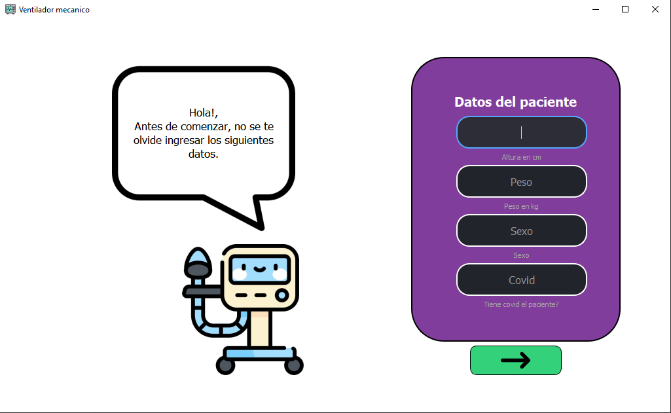 Ventilador mecanico
Hola!,
Antes de comenzar, no se te
olvide ingresar los siguientes
datos.
Datos del paciente
Altura en cm
Peso
Peso en kg
Sexo
Sexo
Covid
Tiene covid el paciente?